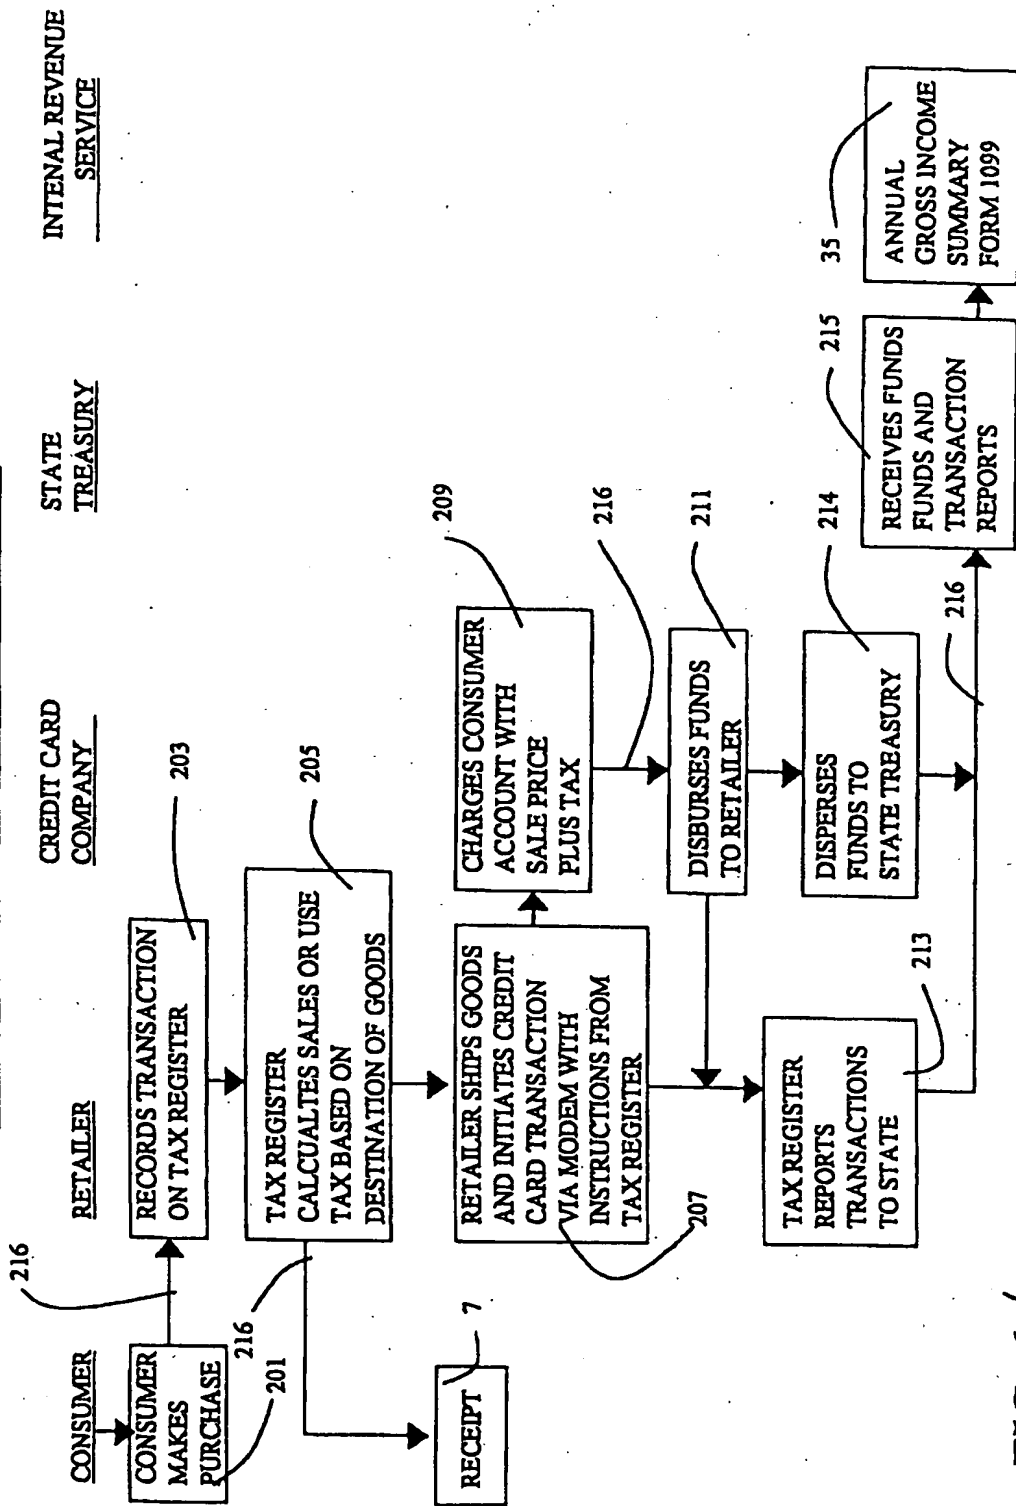 CONSUMER
RETAILER
CREDIT CARD
COMPANY
STATE
TREASURY
INTENAL REVENUE
SERVICE
216
CONSUMER
MAKES
PURCHASE
201
RECORDS TRANSACTION
ON TAX REGISTER
203
TAX REGISTER
CALCUALTES SALES OR USE
TAX BASED ON
DESTINATION OF GOODS
205
216
RECEIPT
7
RETAILER SHIPS GOODS
AND INITIATES CREDIT
CARD TRANSACTION
VIA MODEM WITH
INSTRUCTIONS FROM
TAX REGISTER
207
CHARGES CONSUMER
ACCOUNT WITH
SALE PRICE
PLUS TAX
209
216
DISBURSES FUNDS
TO RETAILER
211
TAX REGISTER
REPORTS
TRANSACTIONS
TO STATE
213
DISPERSES
FUNDS TO
STATE TREASURY
214
216
RECEIVES FUNDS
FUNDS AND
TRANSACTION
REPORTS
215
ANNUAL
GROSS INCOME
SUMMARY
FORM 1099
35